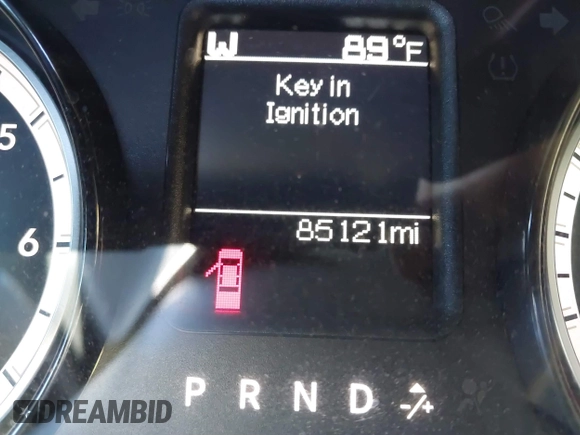 W 89°F
Key in
Ignition
5
6
85121mi
P R N D -/+
DREAMBID